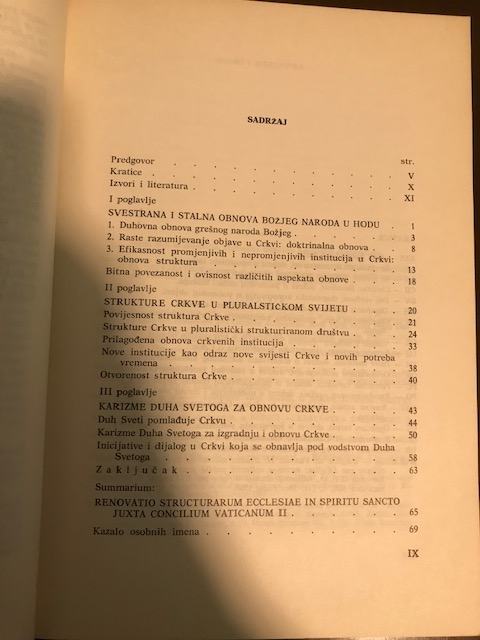 SADRŽAJ
str.
Predgovor . . . . . . . . . . V
Kratice . . . . . . . . . . X
Izvori i literatura . . . . . . . . . XI
I poglavlje
SVESTRANA I STALNA OBNOVA BOŽJEG NARODA U HODU . 1
1. Duhovna obnova grešnog naroda Božjeg . . . . . 3
2. Raste razumijevanje objave u Crkvi: doktrinalna obnova . . 8
3. Efikasnost promjenjivih i nepromjenjivih institucija u Crkvi:
obnova struktura . . . . . . . . 13
Bitna povezanost i ovisnost različitih aspekata obnove . . . 18
II poglavlje
STRUKTURE CRKVE U PLURALSTIČKOM SVIJETU . . . . 20
Povijesnost struktura Crkve . . . . . . . 21
Strukture Crkve u pluralistički strukturiranom društvu . . . 24
Prilagođena obnova crkvenih institucija . . . . . 33
Nove institucije kao odraz nove svijesti Crkve i novih potreba
vremena . . . . . . . . . 38
Otvorenost struktura Crkve . . . . . . . 40
III poglavlje
KARIZME DUHA SVETOGA ZA OBNOVU CRKVE . . . . 43
Duh Sveti pomlađuje Crkvu . . . . . . . 44
Karizme Duha Svetoga za izgradnju i obnovu Crkve . . . . 50
Inicijative i dijalog u Crkvi koja se obnavlja pod vodstvom Duha
Svetoga . . . . . . . . . 58
Zaključak . . . . . . . . . 63
Summarium:
RENOVATIO STRUCTURARUM ECCLESIAE IN SPIRITU SANCTO
JUXTA CONCILIUM VATICANUM II . . . . . . 65
Kazalo osobnih imena . . . . . . . . 69
IX